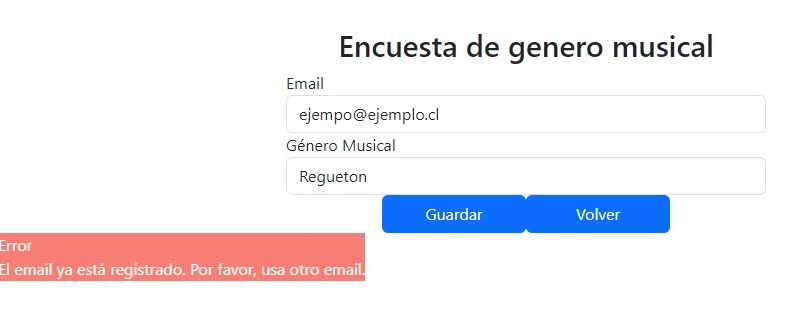 Encuesta de genero musical
Email
ejempo@ejemplo.cl
Género Musical
Regueton
Guardar Volver
Error
El email ya está registrado. Por favor, usa otro email.